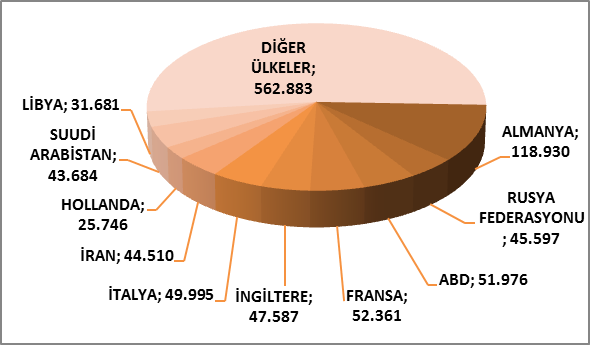 DİĞER
ÜLKELER;
562.883
ALMANYA;
118.930
RUSYA
FEDERASYONU
; 45.597
ABD; 51.976
FRANSA;
52.361
İNGİLTERE;
47.587
İTALYA; 49.995
İRAN; 44.510
HOLLANDA;
25.746
SUUDİ
ARABİSTAN;
43.684
LİBYA; 31.681